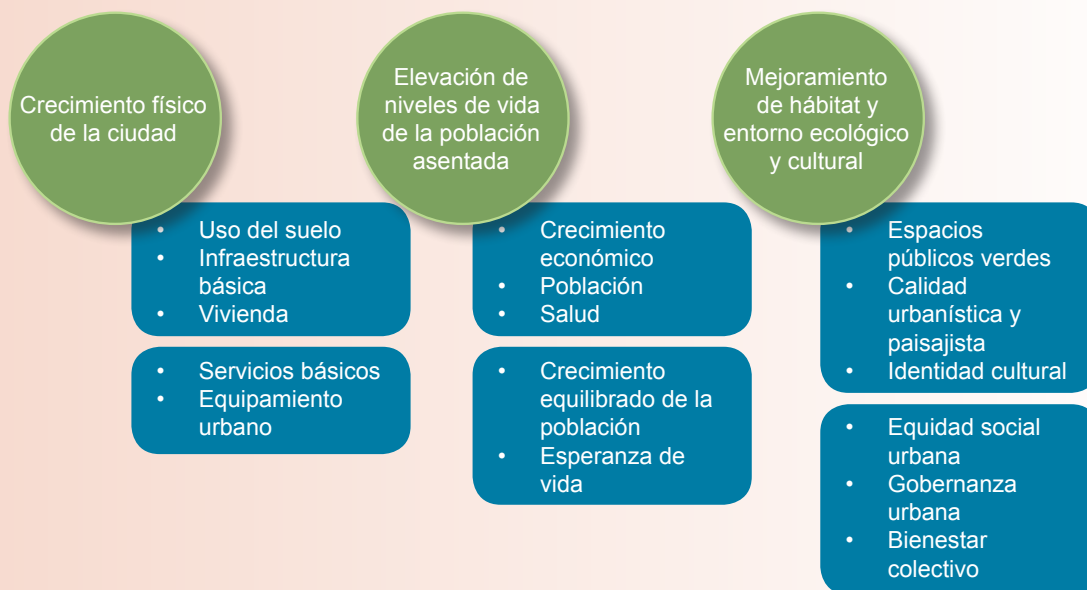 Crecimiento físico
de la ciudad
• Uso del suelo
• Infraestructura
básica
• Vivienda
• Servicios básicos
• Equipamiento
urbano
Elevación de
niveles de vida
de la población
asentada
• Crecimiento
económico
• Población
• Salud
• Crecimiento
equilibrado de la
población
• Esperanza de
vida
Mejoramiento
de hábitat y
entorno ecológico
y cultural
• Espacios
públicos verdes
• Calidad
urbanística y
paisajista
• Identidad cultural
• Equidad social
urbana
• Gobernanza
urbana
• Bienestar
colectivo